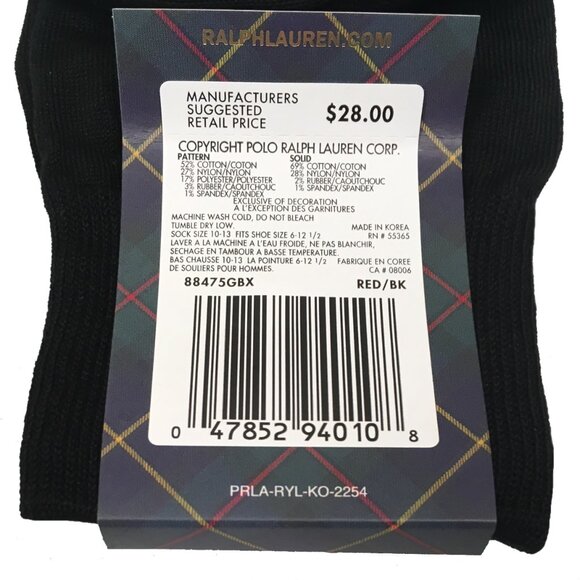 RALPHLAUREN.COM
MANUFACTURERS
SUGGESTED
RETAIL PRICE $28.00
COPYRIGHT POLO RALPH LAUREN CORP.
PATTERN SOLID
52% COTTON/COTTON 69% COTTON/COTTON
27% NYLON/NYLON 28% NYLON/NYLON
17% POLYESTER/POLYESTER 2% RUBBER/CAOUTCHOUC
3% RUBBER/CAOUTCHOUC 1% SPANDEX/SPANDEX
1% SPANDEX/SPANDEX
EXCLUSIVE OF DECORATION
A L'EXCEPTION DES GARNITURES
MACHINE WASH COLD, DO NOT BLEACH
TUMBLE DRY LOW. MADE IN KOREA
SOCK SIZE 10-13 FITS SHOE SIZE 6-12 1/2 RN # 55365
LAVER A LA MACHINE A L'EAU FROIDE, NE PAS BLANCHIR,
SECHAGE EN TAMBOUR A BASSE TEMPERATURE.
BAS CHAUSSE 10-13 LA POINTURE 6-12 1/2 FABRIQUE EN COREE
DE SOULIERS POUR HOMMES. CA # 08006
88475GBX RED/BK
0 47852 94010 8
PRLA-RYL-KO-2254